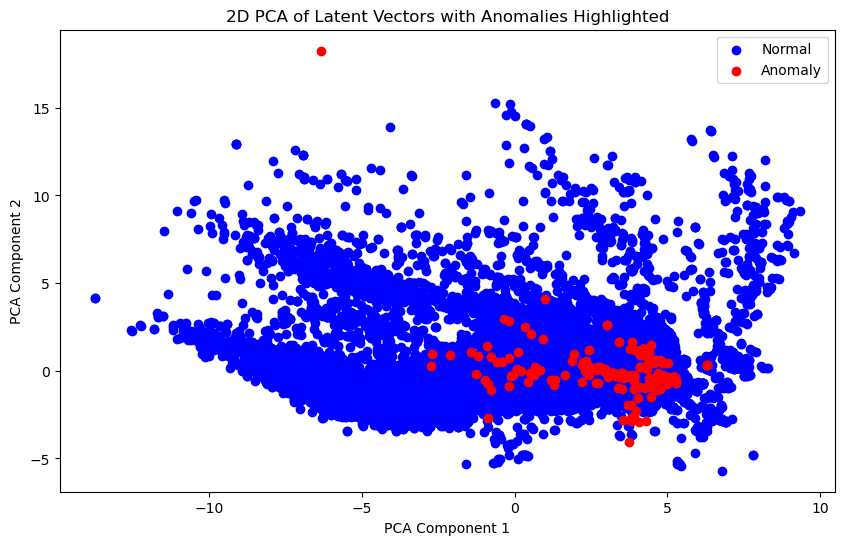 2D PCA of Latent Vectors with Anomalies Highlighted
Normal
Anomaly
15
10
5
0
−5
PCA Component 2
−10
−5
0
5
10
PCA Component 1